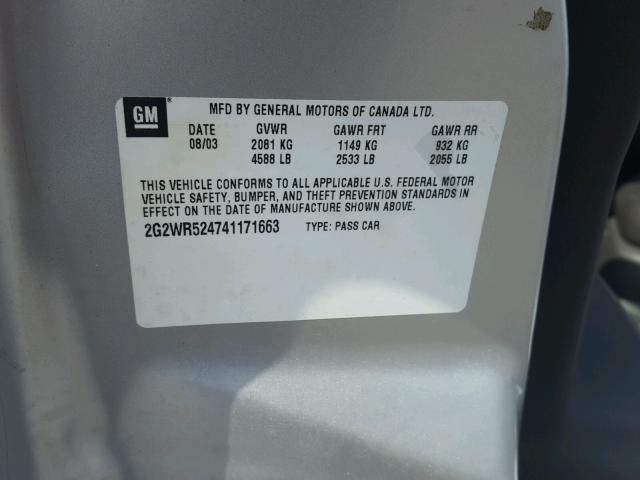 GM® MFD BY GENERAL MOTORS OF CANADA LTD.
DATE GVWR GAWR FRT GAWR RR
08/03 2081 KG 1149 KG 932 KG
4588 LB 2533 LB 2055 LB
THIS VEHICLE CONFORMS TO ALL APPLICABLE U.S. FEDERAL MOTOR
VEHICLE SAFETY, BUMPER, AND THEFT PREVENTION STANDARDS IN
EFFECT ON THE DATE OF MANUFACTURE SHOWN ABOVE.
2G2WR524741171663 TYPE: PASS CAR